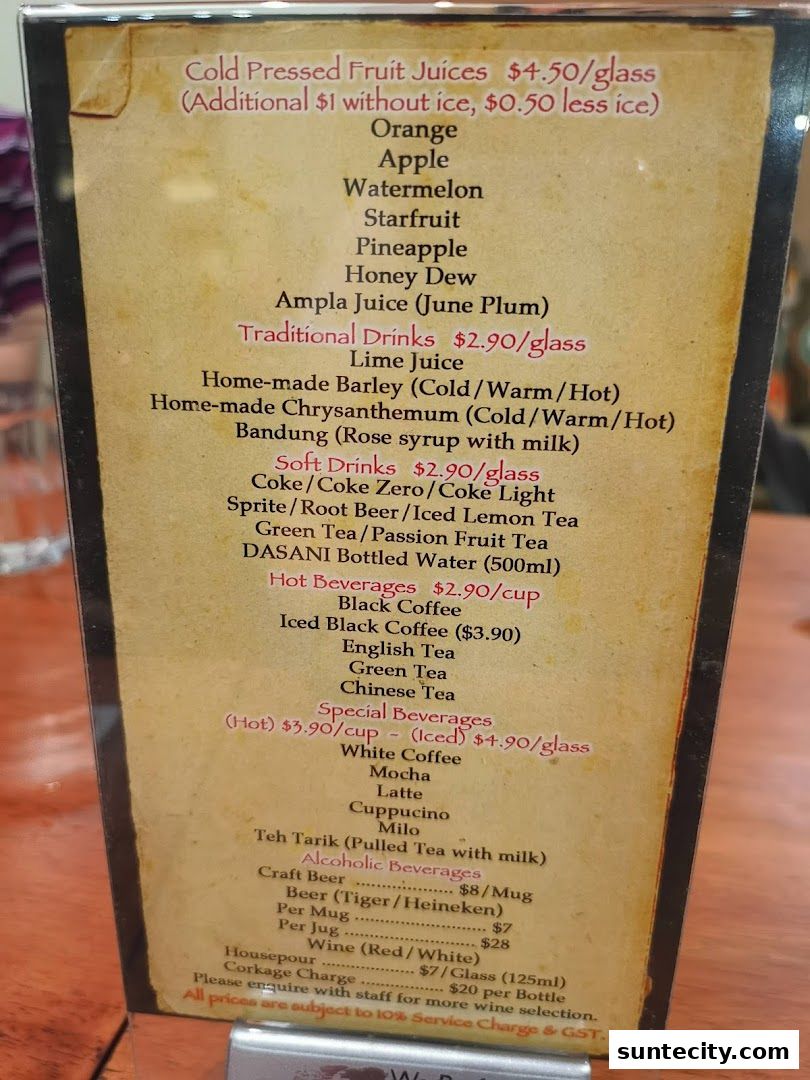 Cold Pressed Fruit Juices $4.50/glass
(Additional $1 without ice, $0.50 less ice)
Orange
Apple
Watermelon
Starfruit
Pineapple
Honey Dew
Ampla Juice (June Plum)
Traditional Drinks $2.90/glass
Lime Juice
Home-made Barley (Cold/Warm/Hot)
Home-made Chrysanthemum (Cold/Warm/Hot)
Bandung (Rose syrup with milk)
Soft Drinks $2.90/glass
Coke/Coke Zero/Coke Light
Sprite/Root Beer/Iced Lemon Tea
Green Tea/Passion Fruit Tea
DASANI Bottled Water (500ml)
Hot Beverages $2.90/cup
Black Coffee
Iced Black Coffee ($3.90)
English Tea
Green Tea
Chinese Tea
Special Beverages
(Hot) $3.90/cup - (Iced) $4.90/glass
White Coffee
Mocha
Latte
Cuppucino
Milo
Teh Tarik (Pulled Tea with milk)
Alcoholic Beverages
Craft Beer .................... $8/Mug
Beer (Tiger/Heineken)
Per Mug ........................... $7
Per Jug ........................... $28
Wine (Red/White)
Housepour ................... $7/Glass (125ml)
Corkage Charge ................. $20 per Bottle
Please enquire with staff for more wine selection.
All prices are subject to 10% Service Charge & GST.
suntecity.com